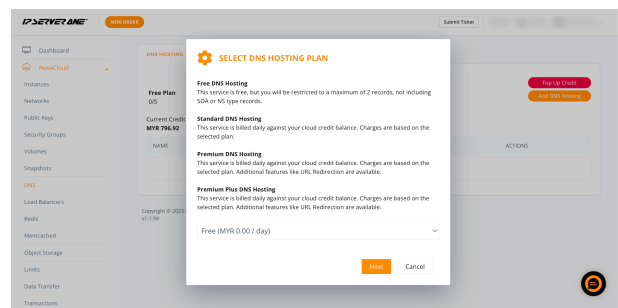 IPSERVERONE
NEW ORDER
Submit Ticket
Dashboard
NovaCloud
Instances
Networks
Public Keys
Security Groups
Volumes
Snapshots
DNS
Load Balancers
Redis
Memcached
Object Storage
Limits
Data Transfer
Transactions
DNS HOSTING
Free Plan
0/5
Current Credit
MYR 796.92
Top Up Credit
Add DNS Hosting
NAME
ACTIONS
Copyright © 2023
v1.1.94
SELECT DNS HOSTING PLAN
Free DNS Hosting
This service is free, but you will be restricted to a maximum of 2 records, not including
SOA or NS type records.
Standard DNS Hosting
This service is billed daily against your cloud credit balance. Charges are based on the
selected plan.
Premium DNS Hosting
This service is billed daily against your cloud credit balance. Charges are based on the
selected plan. Additional features like URL Redirection are available.
Premium Plus DNS Hosting
This service is billed daily against your cloud credit balance. Charges are based on the
selected plan. Additional features like URL Redirection are available.
Free (MYR 0.00 / day)
Next
Cancel